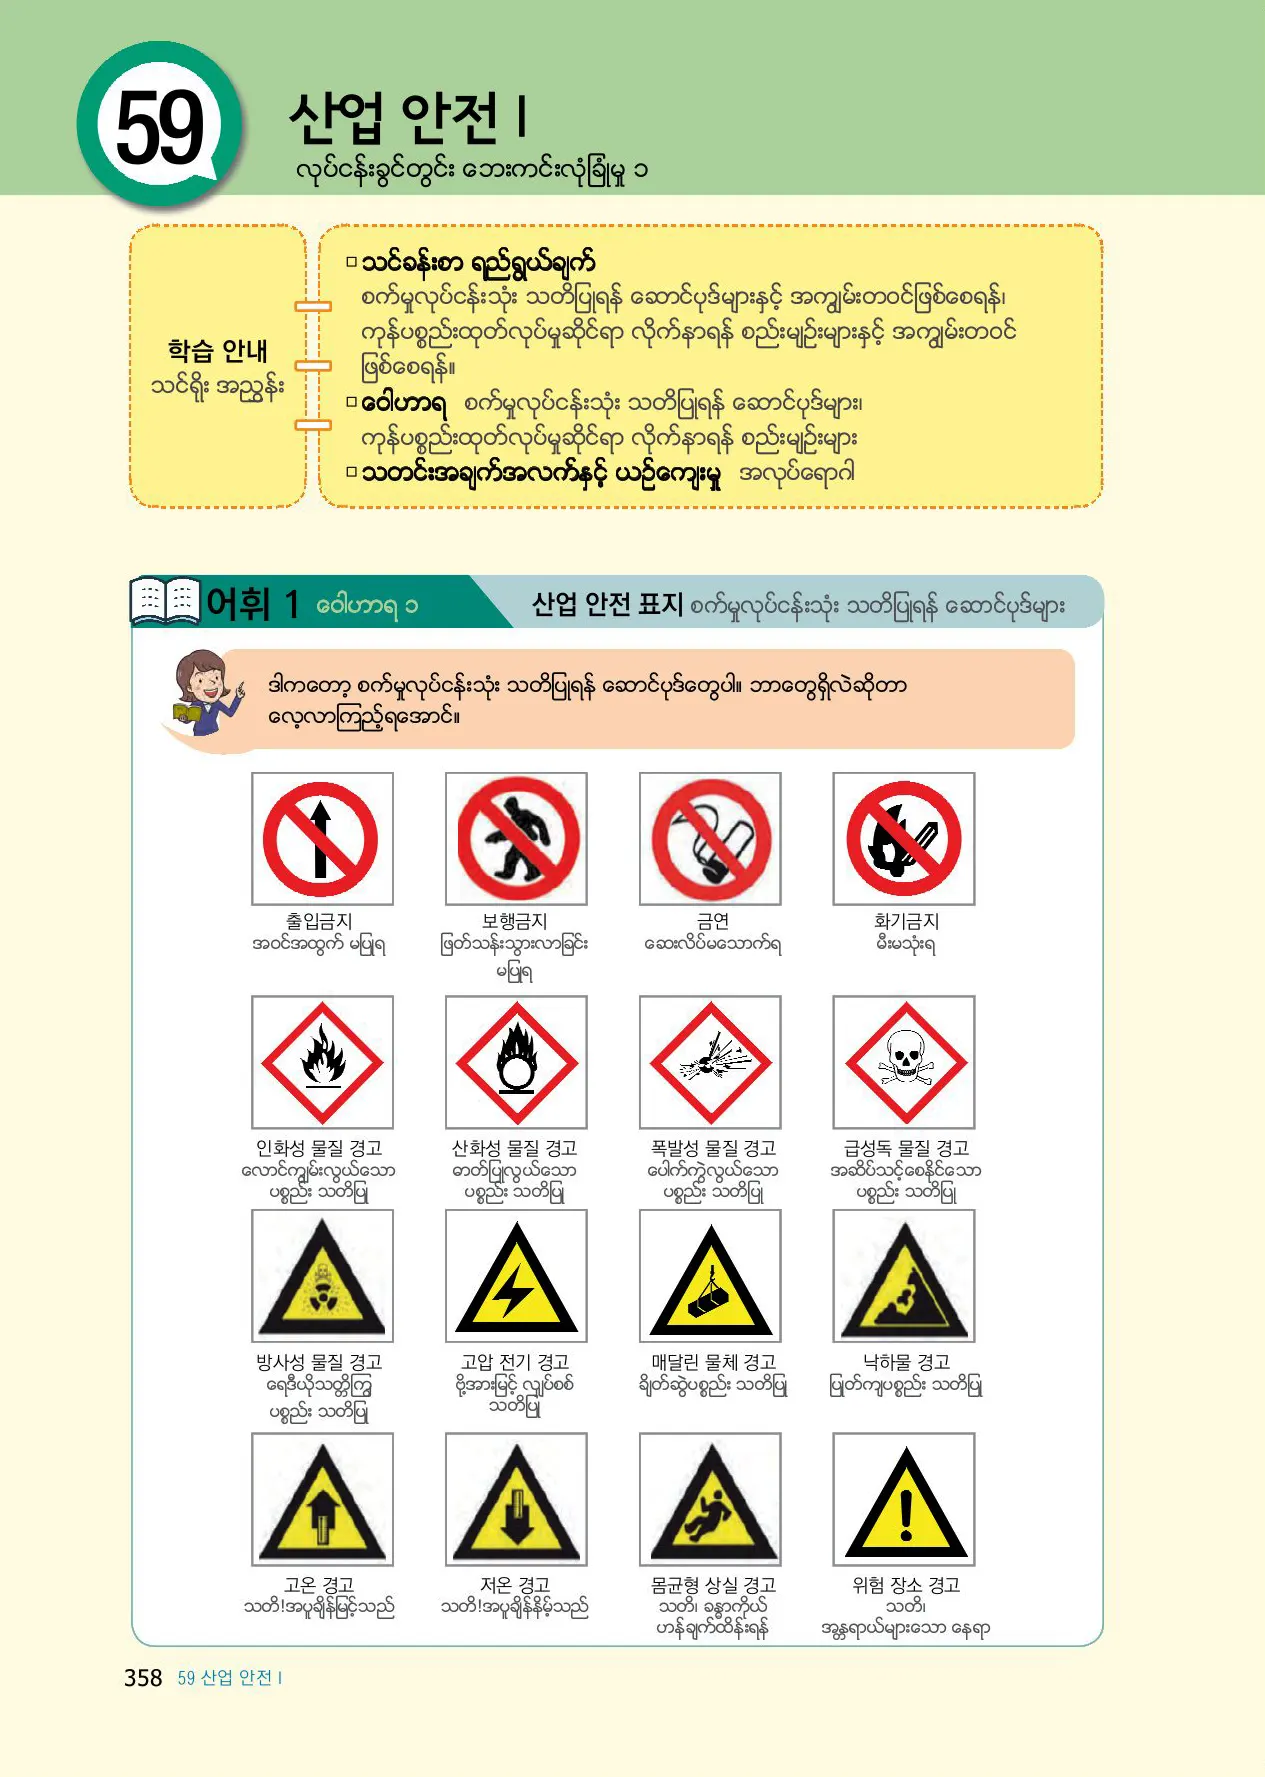 59
산업 안전 I
လုပ်ငန်းခွင်တွင်း ဘေးကင်းလုံခြုံမှု ၁
학습 안내
သင်ရိုး အညွှန်း
□ သင်ခန်းစာ ရည်ရွယ်ချက်
စက်မှုလုပ်ငန်းသုံး သတိပြုရန် ဆောင်ပုဒ်များနှင့် အကျွမ်းတဝင်ဖြစ်စေရန်၊
ကုန်ပစ္စည်းထုတ်လုပ်မှုဆိုင်ရာ လိုက်နာရန် စည်းမျဉ်းများနှင့် အကျွမ်းတဝင်
ဖြစ်စေရန်။
□ ဝေါဟာရ စက်မှုလုပ်ငန်းသုံး သတိပြုရန် ဆောင်ပုဒ်များ၊
ကုန်ပစ္စည်းထုတ်လုပ်မှုဆိုင်ရာ လိုက်နာရန် စည်းမျဉ်းများ
□ သတင်းအချက်အလက်နှင့် ယဉ်ကျေးမှု အလုပ်ရောဂါ
어휘 1 ဝေါဟာရ ၁
산업 안전 표지 စက်မှုလုပ်ငန်းသုံး သတိပြုရန် ဆောင်ပုဒ်များ
ဒါကတော့ စက်မှုလုပ်ငန်းသုံး သတိပြုရန် ဆောင်ပုဒ်တွေပါ။ ဘာတွေရှိလဲဆိုတာ
လေ့လာကြည့်ရအောင်။
출입금지 보행금지 금연 화기금지
အဝင်အထွက် မပြုရ ဖြတ်သန်းသွားလာခြင်း ဆေးလိပ်မသောက်ရ မီးမသုံးရ
မပြုရ
인화성 물질 경고 산화성 물질 경고 폭발성 물질 경고 급성독 물질 경고
လောင်ကျွမ်းလွယ်သော ဓာတ်ပြုလွယ်သော ပေါက်ကွဲလွယ်သော အဆိပ်သင့်စေနိုင်သော
ပစ္စည်း သတိပြု ပစ္စည်း သတိပြု ပစ္စည်း သတိပြု ပစ္စည်း သတိပြု
방사성 물질 경고 고압 전기 경고 매달린 물체 경고 낙하물 경고
ရေဒီယိုသတ္တိကြွ ဗို့အားမြင့် လျှပ်စစ် ချိတ်ဆွဲပစ္စည်း သတိပြု ပြုတ်ကျပစ္စည်း သတိပြု
ပစ္စည်း သတိပြု သတိပြု
고온 경고 저온 경고 몸균형 상실 경고 위험 장소 경고
သတိ!အပူချိန်မြင့်သည် သတိ!အပူချိန်နိမ့်သည် သတိ၊ ခန္ဓာကိုယ် သတိ၊
ဟန်ချက်ထိန်းရန် အန္တရာယ်များသော နေရာ
358 59 산업 안전 I